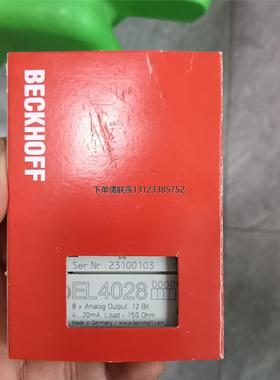 BECKHOFF
下单请联系13123385752
Ser.Nr. 23100103
EL4028
8 x Analog Output 12 Bit
4...20mA. Load < 150 Ohm
Made in Germany / www.beckhoff.com